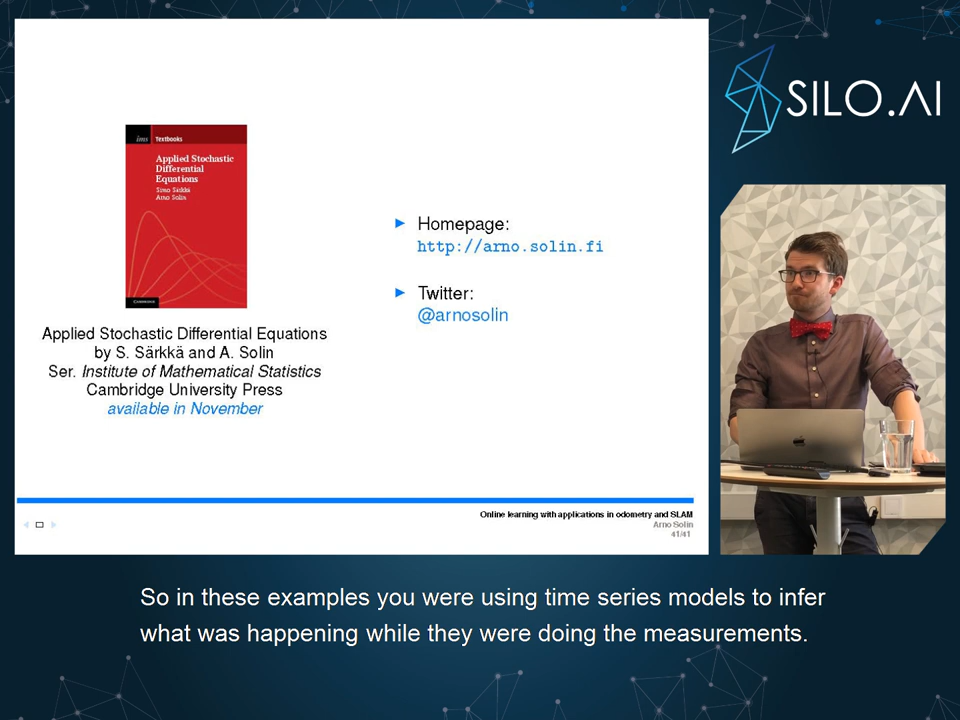 ims Textbooks
Applied Stochastic
Differential
Equations
Simo Särkkä
Arno Solin
CAMBRIDGE
Applied Stochastic Differential Equations
by S. Särkkä and A. Solin
Ser. Institute of Mathematical Statistics
Cambridge University Press
available in November
► Homepage:
http://arno.solin.fi
► Twitter:
@arnosolin
Online learning with applications in odometry and SLAM
Arno Solin
41/41
SILO.AI
So in these examples you were using time series models to infer
what was happening while they were doing the measurements.